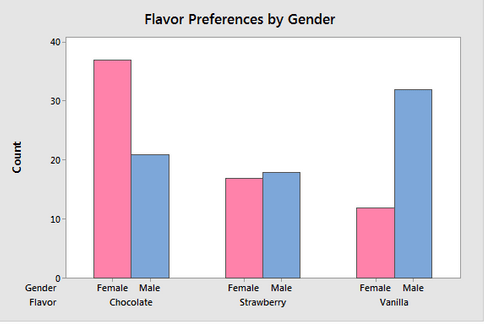 Flavor Preferences by Gender
40
30
20
10
0
Count
Gender Female Male Female Male Female Male
Flavor Chocolate Strawberry Vanilla